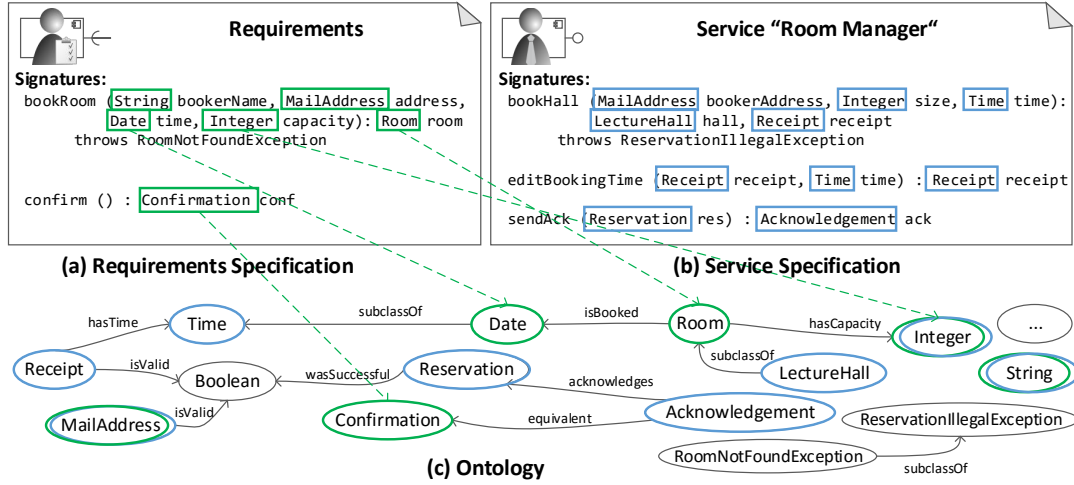 Requirements
Signatures:
bookRoom (String bookerName, MailAddress address,
Date time, Integer capacity): Room room
throws RoomNotFoundException
confirm () : Confirmation conf
(a) Requirements Specification
Service "Room Manager“
Signatures:
bookHall (MailAddress bookerAddress, Integer size, Time time):
LectureHall hall, Receipt receipt
throws ReservationIllegalException
editBookingTime (Receipt receipt, Time time) : Receipt receipt
sendAck (Reservation res) : Acknowledgement ack
(b) Service Specification
hasTime
Time
subclassOf
Date
isBooked
Room
hasCapacity
Integer
...
Receipt
isValid
Boolean
wasSuccessful
Reservation
subclassOf
LectureHall
String
MailAddress
isValid
Confirmation
acknowledges
equivalent
Acknowledgement
ReservationIllegalException
RoomNotFoundException
subclassOf
(c) Ontology